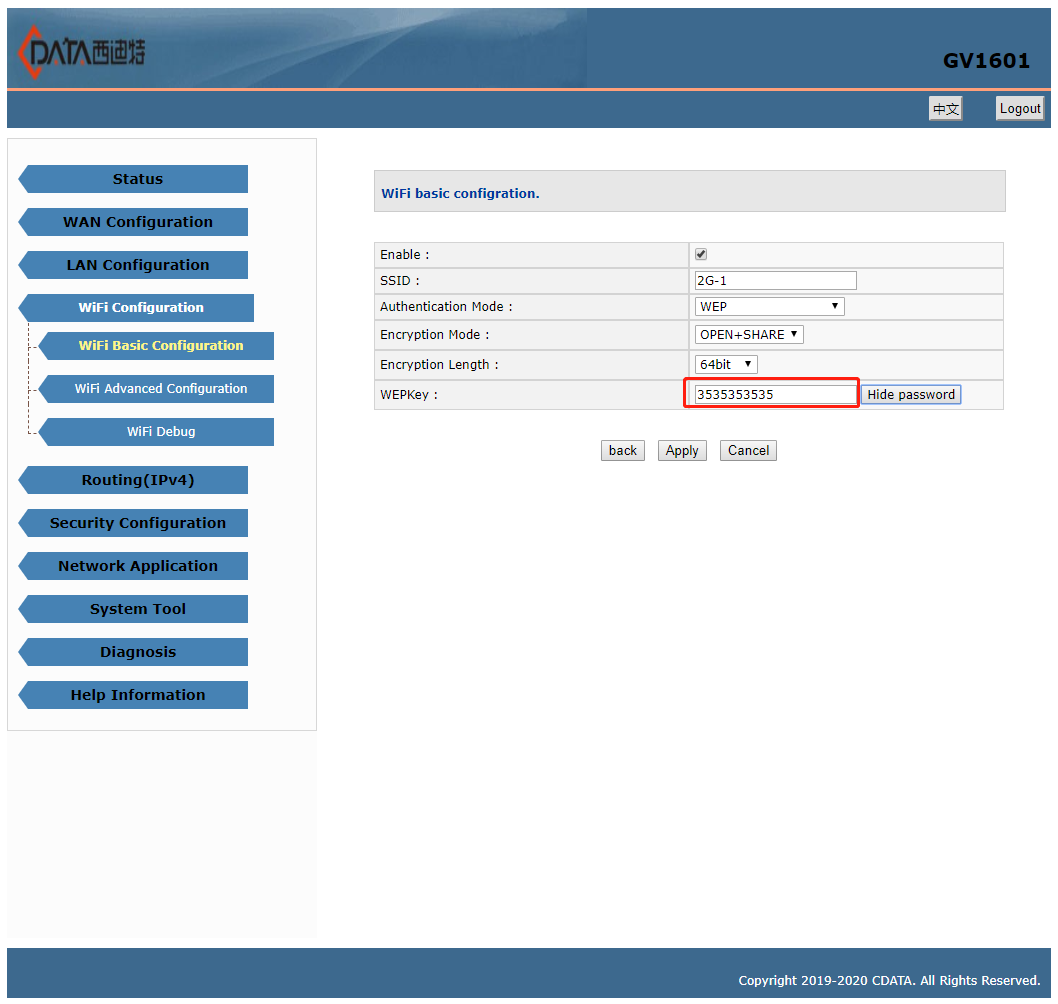 CDATA西迪特
GV1601
中文
Logout
Status
WAN Configuration
LAN Configuration
WiFi Configuration
WiFi Basic Configuration
WiFi Advanced Configuration
WiFi Debug
Routing(IPv4)
Security Configuration
Network Application
System Tool
Diagnosis
Help Information
WiFi basic configration.
Enable :
SSID : 2G-1
Authentication Mode : WEP
Encryption Mode : OPEN+SHARE
Encryption Length : 64bit
WEPKey : 3535353535 Hide password
back Apply Cancel
Copyright 2019-2020 CDATA. All Rights Reserved.